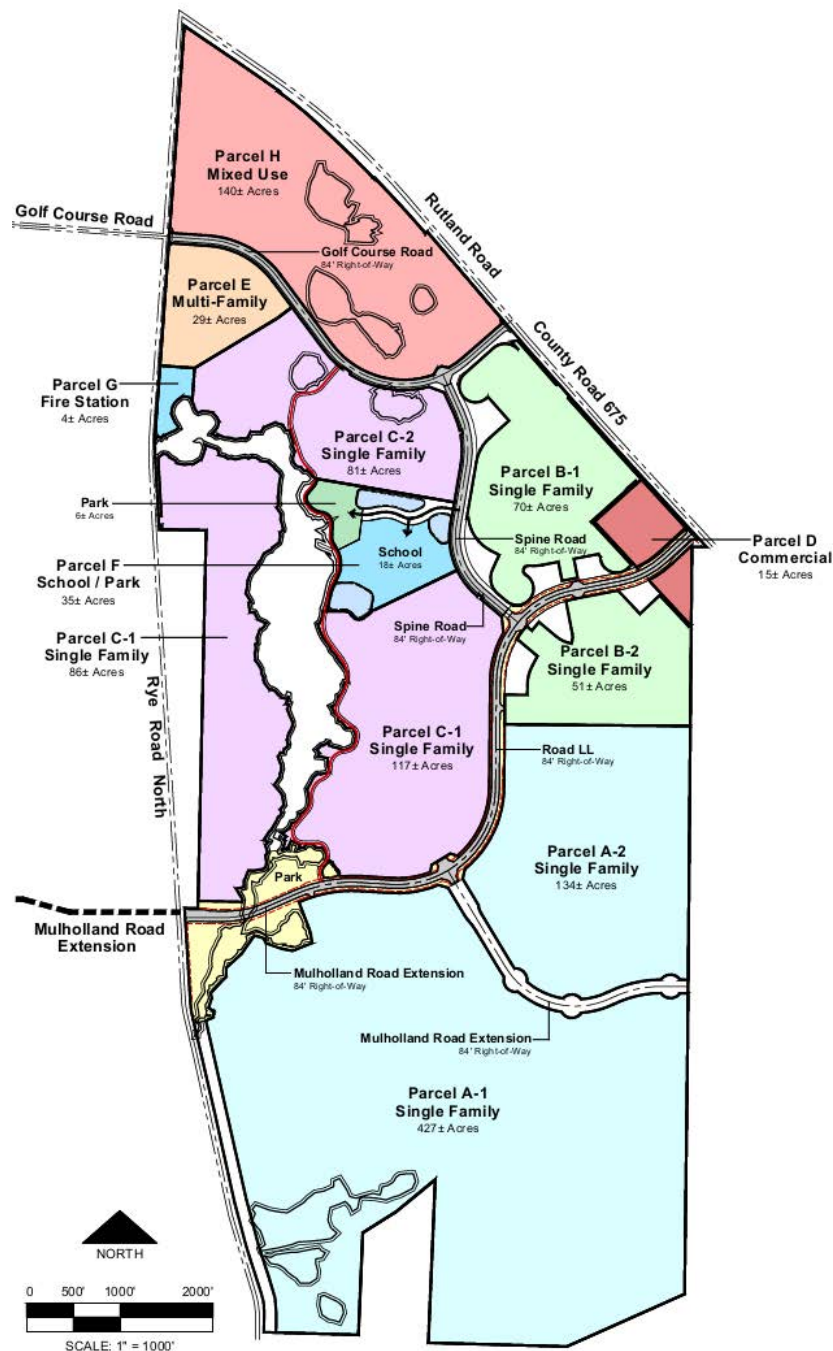 Parcel H
Mixed Use
140± Acres
Golf Course Road
Rutland Road
Golf Course Road
84' Right-of-Way
Parcel E
Multi-Family
29± Acres
County Road 675
Parcel G
Fire Station
4± Acres
Parcel C-2
Single Family
81± Acres
Parcel B-1
Single Family
70± Acres
Park
6± Acres
Spine Road
84' Right-of-Way
Parcel D
Commercial
15± Acres
School
18± Acres
Parcel F
School / Park
35± Acres
Spine Road
84' Right-of-Way
Parcel C-1
Single Family
86± Acres
Parcel B-2
Single Family
51± Acres
Rye Road North
Parcel C-1
Single Family
117± Acres
Road LL
84' Right-of-Way
Parcel A-2
Single Family
134± Acres
Park
Mulholland Road
Extension
Mulholland Road Extension
84' Right-of-Way
Mulholland Road Extension
84' Right-of-Way
Parcel A-1
Single Family
427± Acres
NORTH
0 500' 1000' 2000'
SCALE: 1" = 1000'